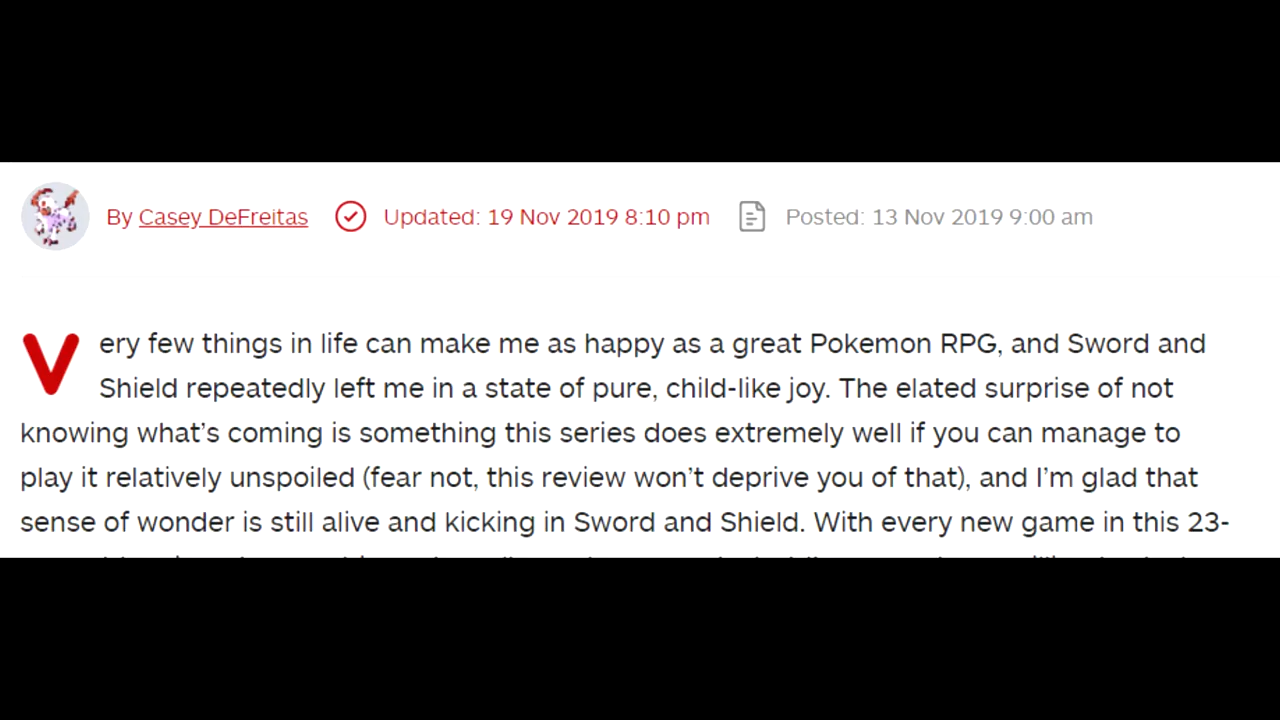 By Casey DeFreitas Updated: 19 Nov 2019 8:10 pm Posted: 13 Nov 2019 9:00 am
Very few things in life can make me as happy as a great Pokemon RPG, and Sword and
Shield repeatedly left me in a state of pure, child-like joy. The elated surprise of not
knowing what’s coming is something this series does extremely well if you can manage to
play it relatively unspoiled (fear not, this review won’t deprive you of that), and I’m glad that
sense of wonder is still alive and kicking in Sword and Shield. With every new game in this 23-